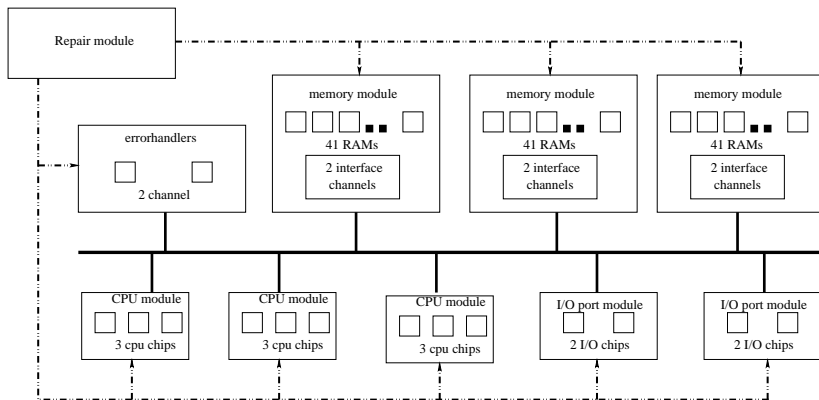 Repair module
memory module
memory module
memory module
errorhandlers
41 RAMs
41 RAMs
41 RAMs
2 interface
channels
2 interface
channels
2 interface
channels
2 channel
CPU module
CPU module
CPU module
I/O port module
I/O port module
3 cpu chips
3 cpu chips
3 cpu chips
2 I/O chips
2 I/O chips